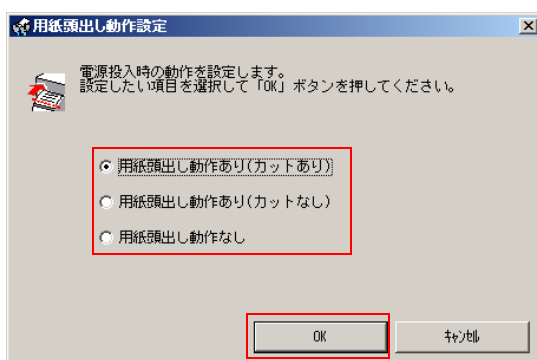 用紙頭出し動作設定
電源投入時の動作を設定します。
設定したい項目を選択して「OK」ボタンを押してください。
用紙頭出し動作あり(カットあり)
用紙頭出し動作あり(カットなし)
用紙頭出し動作なし
OK
ｷｬﾝｾﾙ